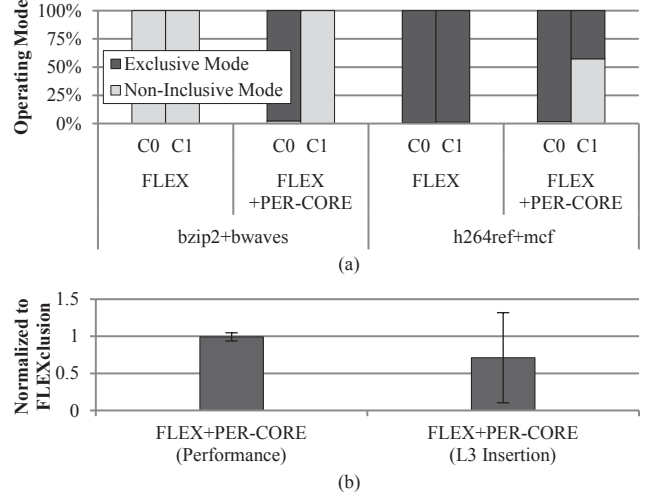 Operating Mode
100%
75%
50%
25%
0%
Exclusive Mode
Non-Inclusive Mode
C0 C1 C0 C1 C0 C1 C0 C1
FLEX FLEX FLEX FLEX
+PER-CORE +PER-CORE
bzip2+bwaves h264ref+mcf
(a)
Normalized to
FLEXclusion
1.5
1
0.5
0
FLEX+PER-CORE FLEX+PER-CORE
(Performance) (L3 Insertion)
(b)